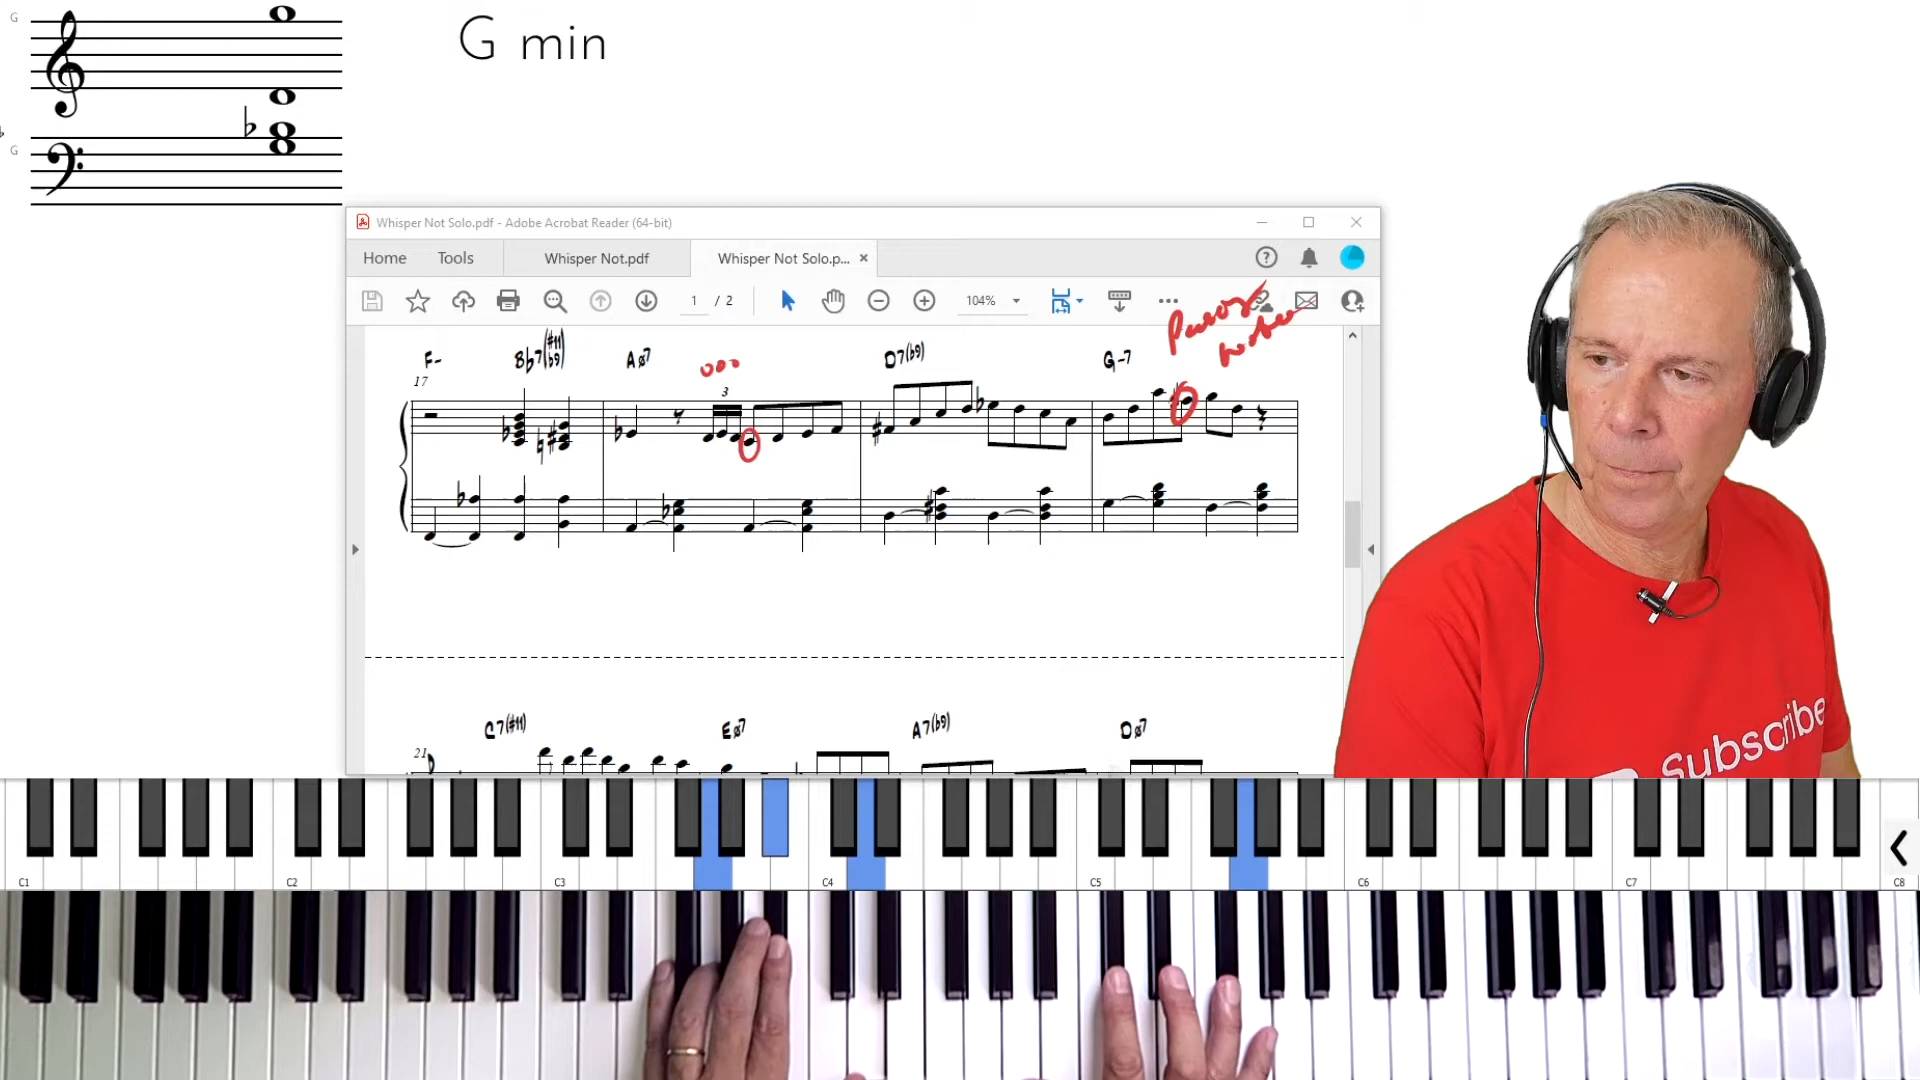 G
G min
G
Whisper Not Solo.pdf - Adobe Acrobat Reader (64-bit)
Home Tools Whisper Not.pdf Whisper Not Solo.p... ×
1 / 2 104%
F- Bb7(#11 b9) Aø7 ooo D7(b9) G-7
17 3
notes
C7(#11) Eø7 A7(b9) Dø7
21
Subscribe
C1 C2 C3 C4 C5 C6 C7 C8